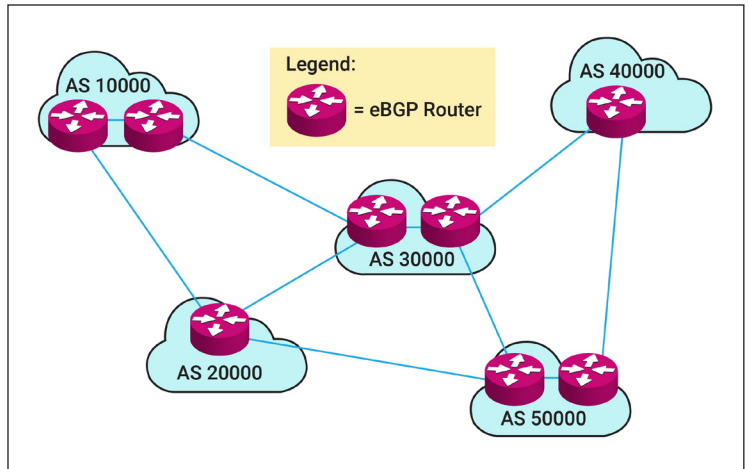 AS 10000
Legend:
= eBGP Router
AS 40000
AS 30000
AS 20000
AS 50000